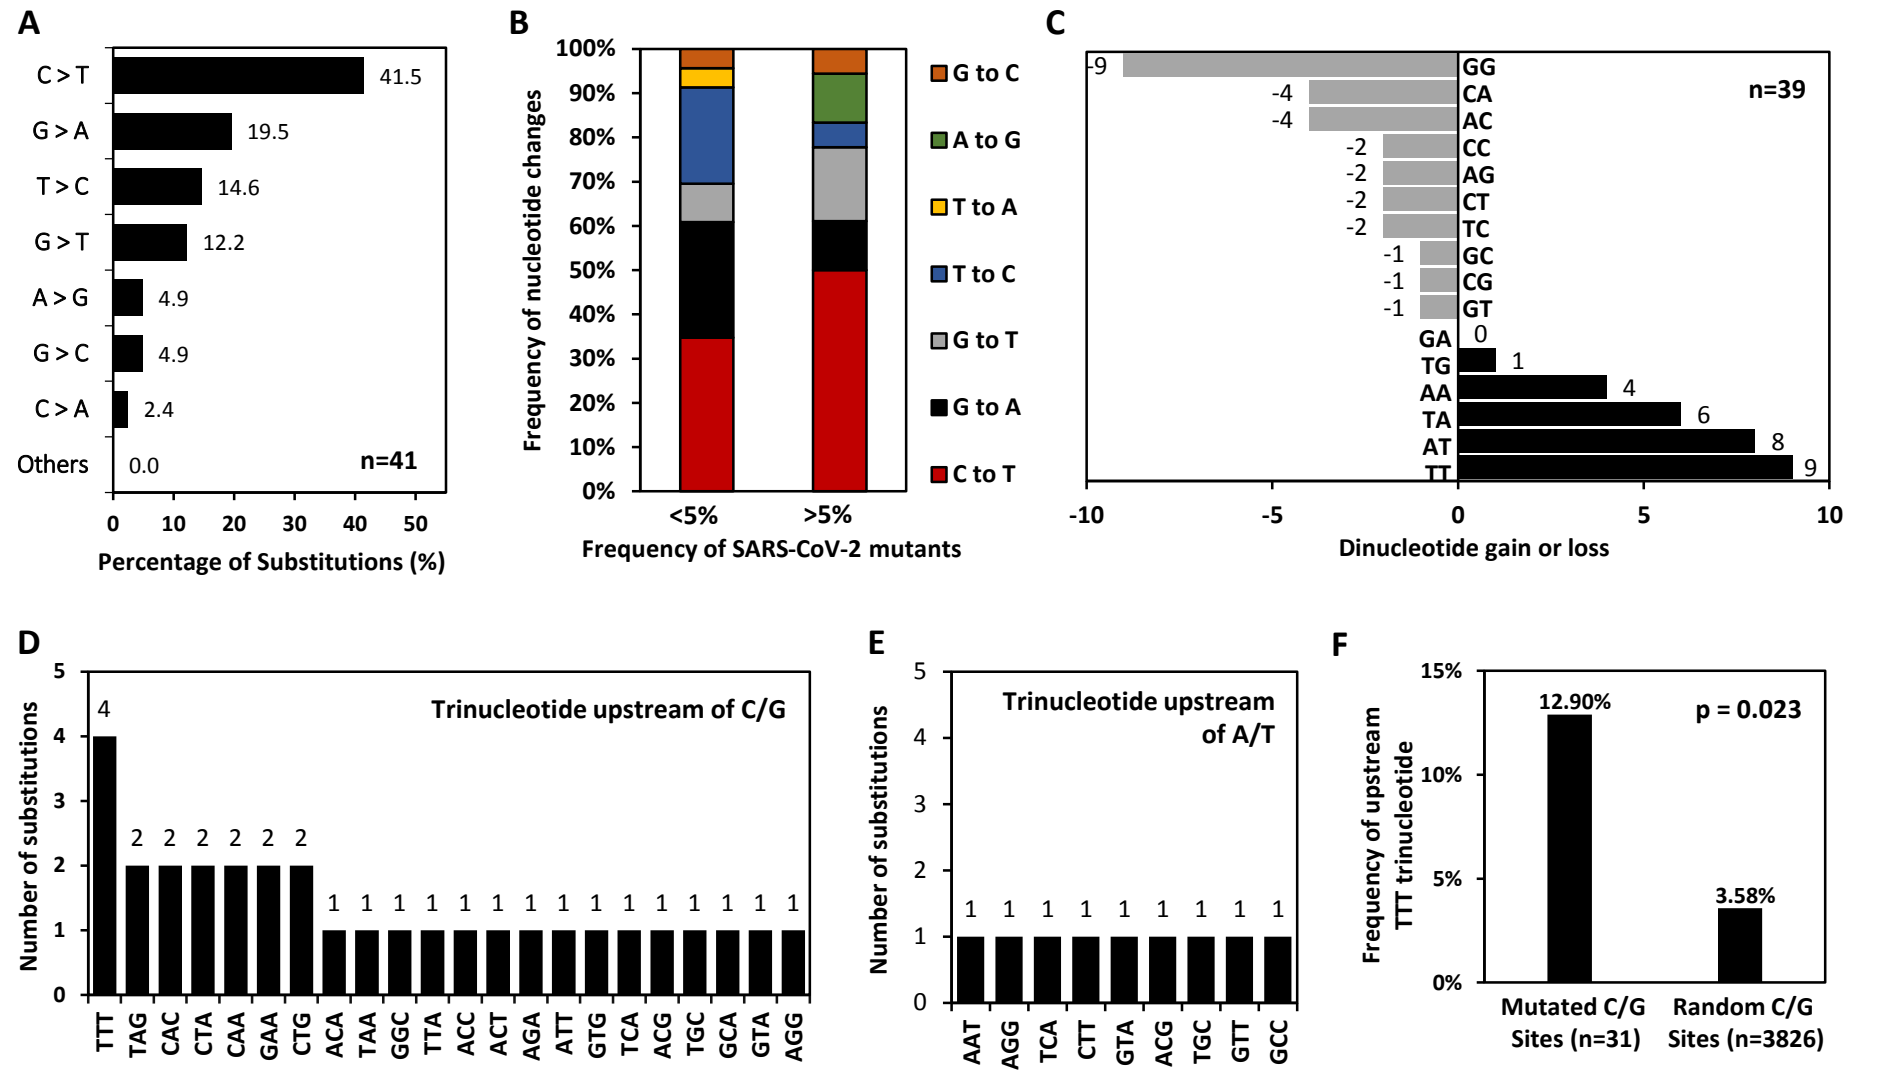 A
C > T
41.5
G > A
19.5
T > C
14.6
G > T
12.2
A > G
4.9
G > C
4.9
C > A
2.4
Others
0.0
n=41
0 10 20 30 40 50
Percentage of Substitutions (%)
B
Frequency of nucleotide changes
100%
90%
80%
70%
60%
50%
40%
30%
20%
10%
0%
<5% >5%
Frequency of SARS-CoV-2 mutants
G to C
A to G
T to A
T to C
G to T
G to A
C to T
C
n=39
-9 GG
-4 CA
-4 AC
-2 CC
-2 AG
-2 CT
-2 TC
-1 GC
-1 CG
-1 GT
GA 0
TG 1
AA 4
TA 6
AT 8
TT 9
-10 -5 0 5 10
Dinucleotide gain or loss
D
Trinucleotide upstream of C/G
Number of substitutions
5
4
3
2
1
0
4 2 2 2 2 2 2 1 1 1 1 1 1 1 1 1 1 1 1 1 1 1
TTT TAG CAC CTA CAA GAA CTG ACA TAA GGC TTA ACC ACT AGA ATT GTG TCA ACG TGC GCA GTA AGG
E
Trinucleotide upstream
of A/T
Number of substitutions
5
4
3
2
1
0
1 1 1 1 1 1 1 1 1
AAT AGG TCA CTT GTA ACG TGC GTT GCC
F
Frequency of upstream
TTT trinucleotide
15%
10%
5%
0%
12.90%
3.58%
p = 0.023
Mutated C/G
Sites (n=31)
Random C/G
Sites (n=3826)